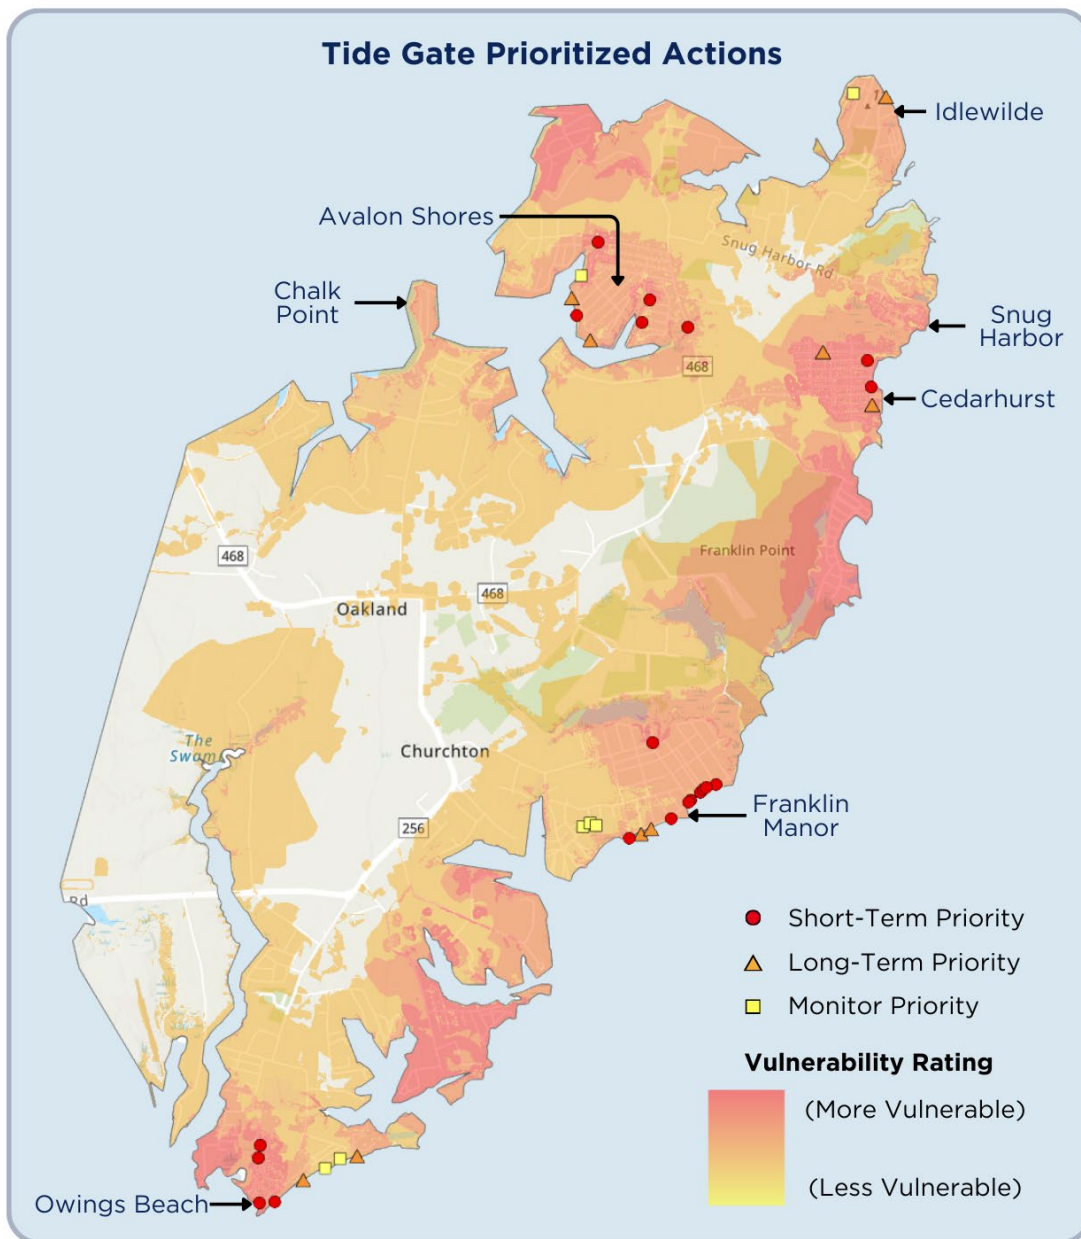 Tide Gate Prioritized Actions
Idlewilde
Avalon Shores
Snug Harbor Rd
Chalk
Point
Snug
Harbor
468
Cedarhurst
Franklin Point
468
468
Oakland
The
Swamp
Churchton
Franklin
Manor
256
Rd
Short-Term Priority
Long-Term Priority
Monitor Priority
Vulnerability Rating
(More Vulnerable)
(Less Vulnerable)
Owings Beach